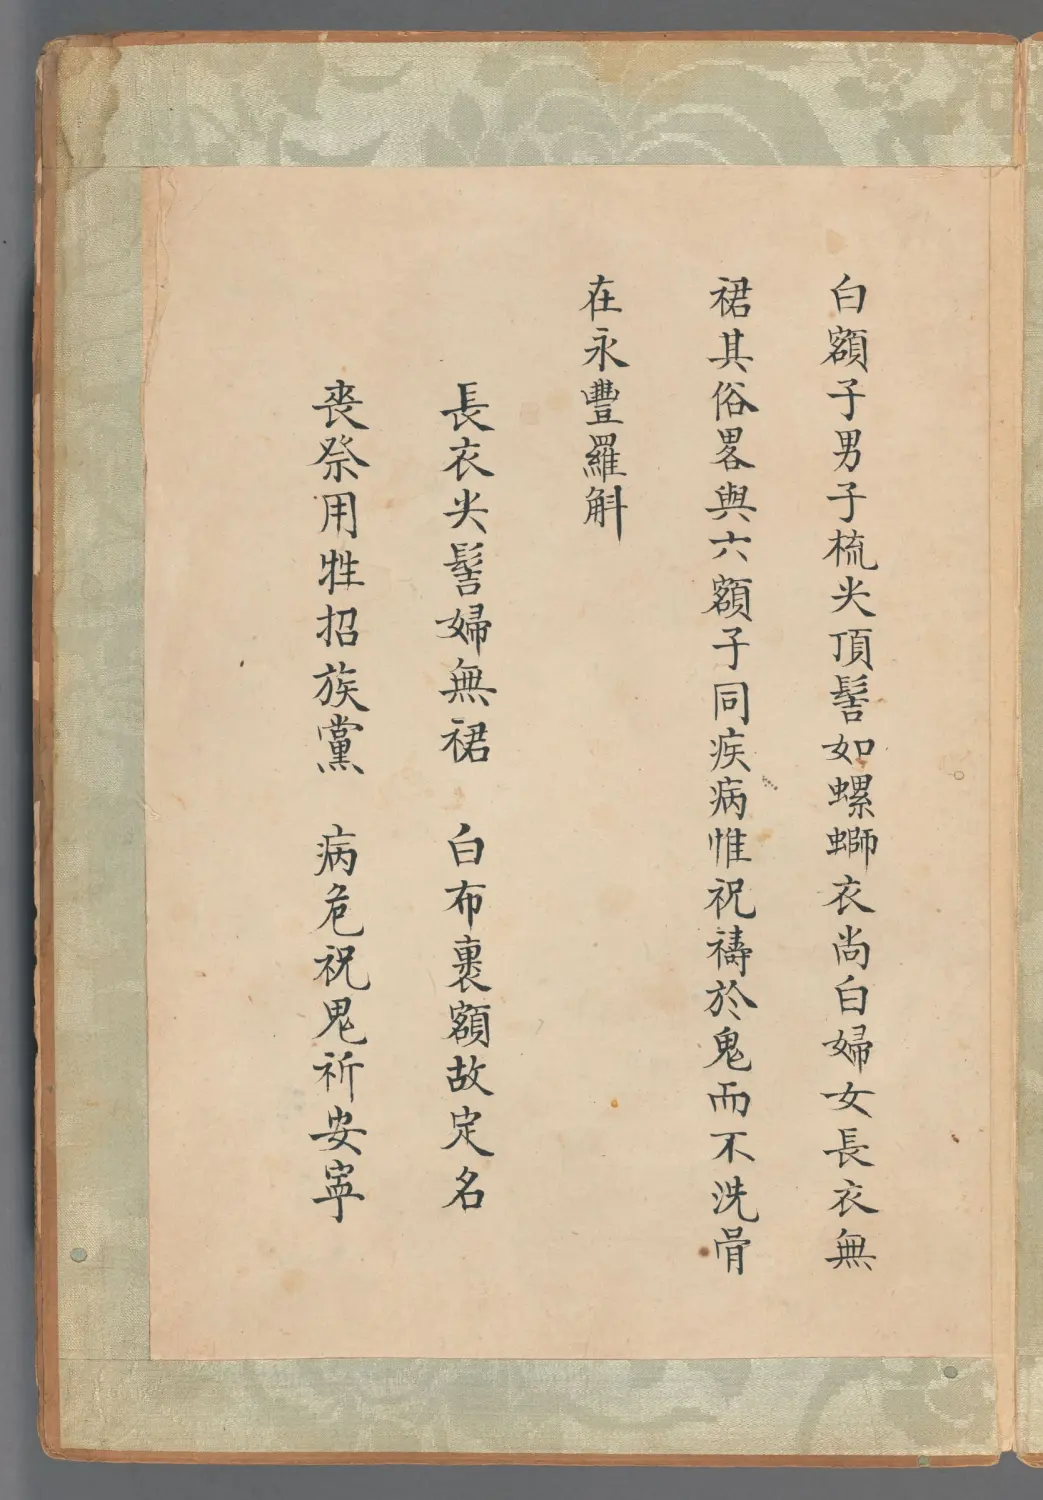 白額子男子梳尖頂髻如螺螄衣尚白婦女長衣無
裙其俗畧與六額子同疾病惟祝禱於鬼而不洗骨
在永豐羅斛
長衣尖髻婦無裙　白布裹額故定名
喪祭用牲招族黨　病危祝鬼祈安寧